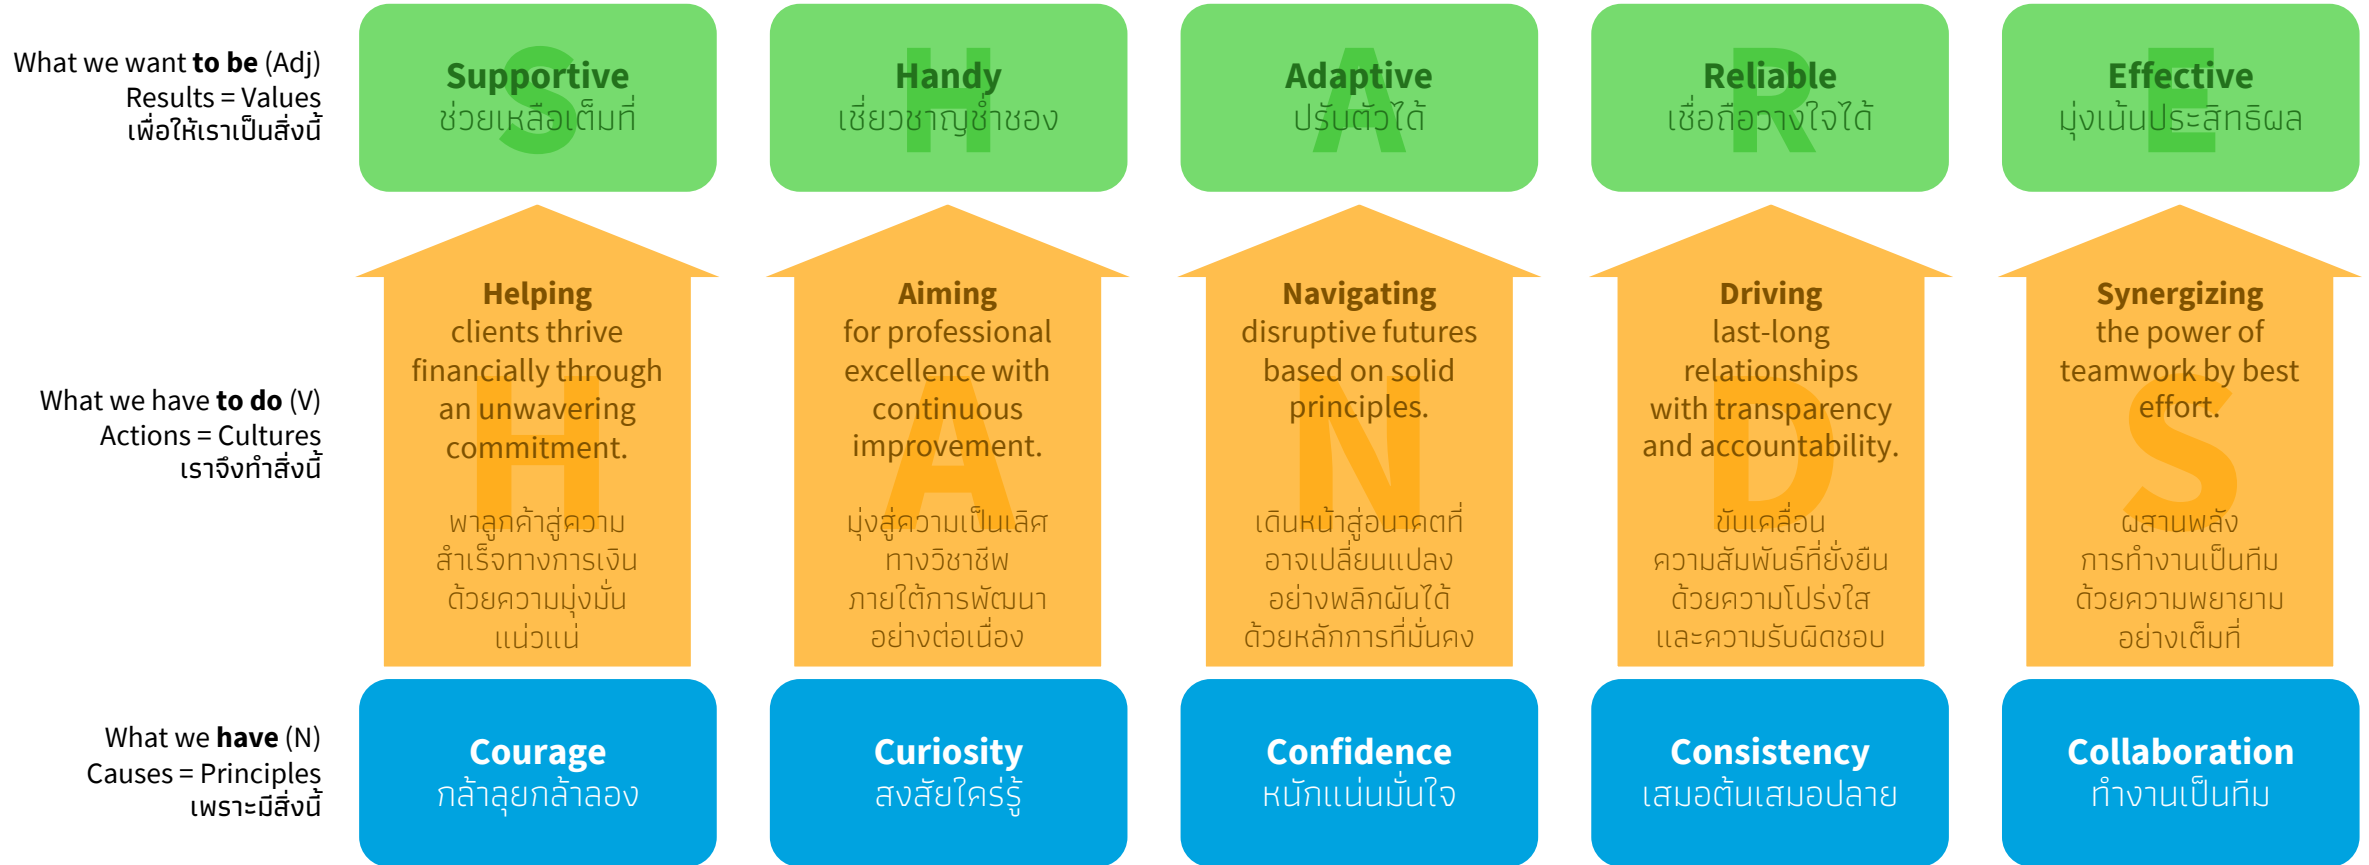 What we want to be (Adj)
Results = Values
เพื่อให้เราเป็นสิ่งนี้
S
Supportive
ช่วยเหลือเต็มที่
H
Handy
เชี่ยวชาญช่ำชอง
A
Adaptive
ปรับตัวได้
R
Reliable
เชื่อถือวางใจได้
E
Effective
มุ่งเน้นประสิทธิผล
What we have to do (V)
Actions = Cultures
เราจึงทำสิ่งนี้
H
Helping
clients thrive
financially through
an unwavering
commitment.
พาลูกค้าสู่ความ
สำเร็จทางการเงิน
ด้วยความมุ่งมั่น
แน่วแน่
A
Aiming
for professional
excellence with
continuous
improvement.
มุ่งสู่ความเป็นเลิศ
ทางวิชาชีพ
ภายใต้การพัฒนา
อย่างต่อเนื่อง
N
Navigating
disruptive futures
based on solid
principles.
เดินหน้าสู่อนาคตที่
อาจเปลี่ยนแปลง
อย่างพลิกผันได้
ด้วยหลักการที่มั่นคง
D
Driving
last-long
relationships
with transparency
and accountability.
ขับเคลื่อน
ความสัมพันธ์ที่ยั่งยืน
ด้วยความโปร่งใส
และความรับผิดชอบ
S
Synergizing
the power of
teamwork by best
effort.
ผสานพลัง
การทำงานเป็นทีม
ด้วยความพยายาม
อย่างเต็มที่
What we have (N)
Causes = Principles
เพราะมีสิ่งนี้
Courage
กล้าลุยกล้าลอง
Curiosity
สงสัยใคร่รู้
Confidence
หนักแน่นมั่นใจ
Consistency
เสมอต้นเสมอปลาย
Collaboration
ทำงานเป็นทีม